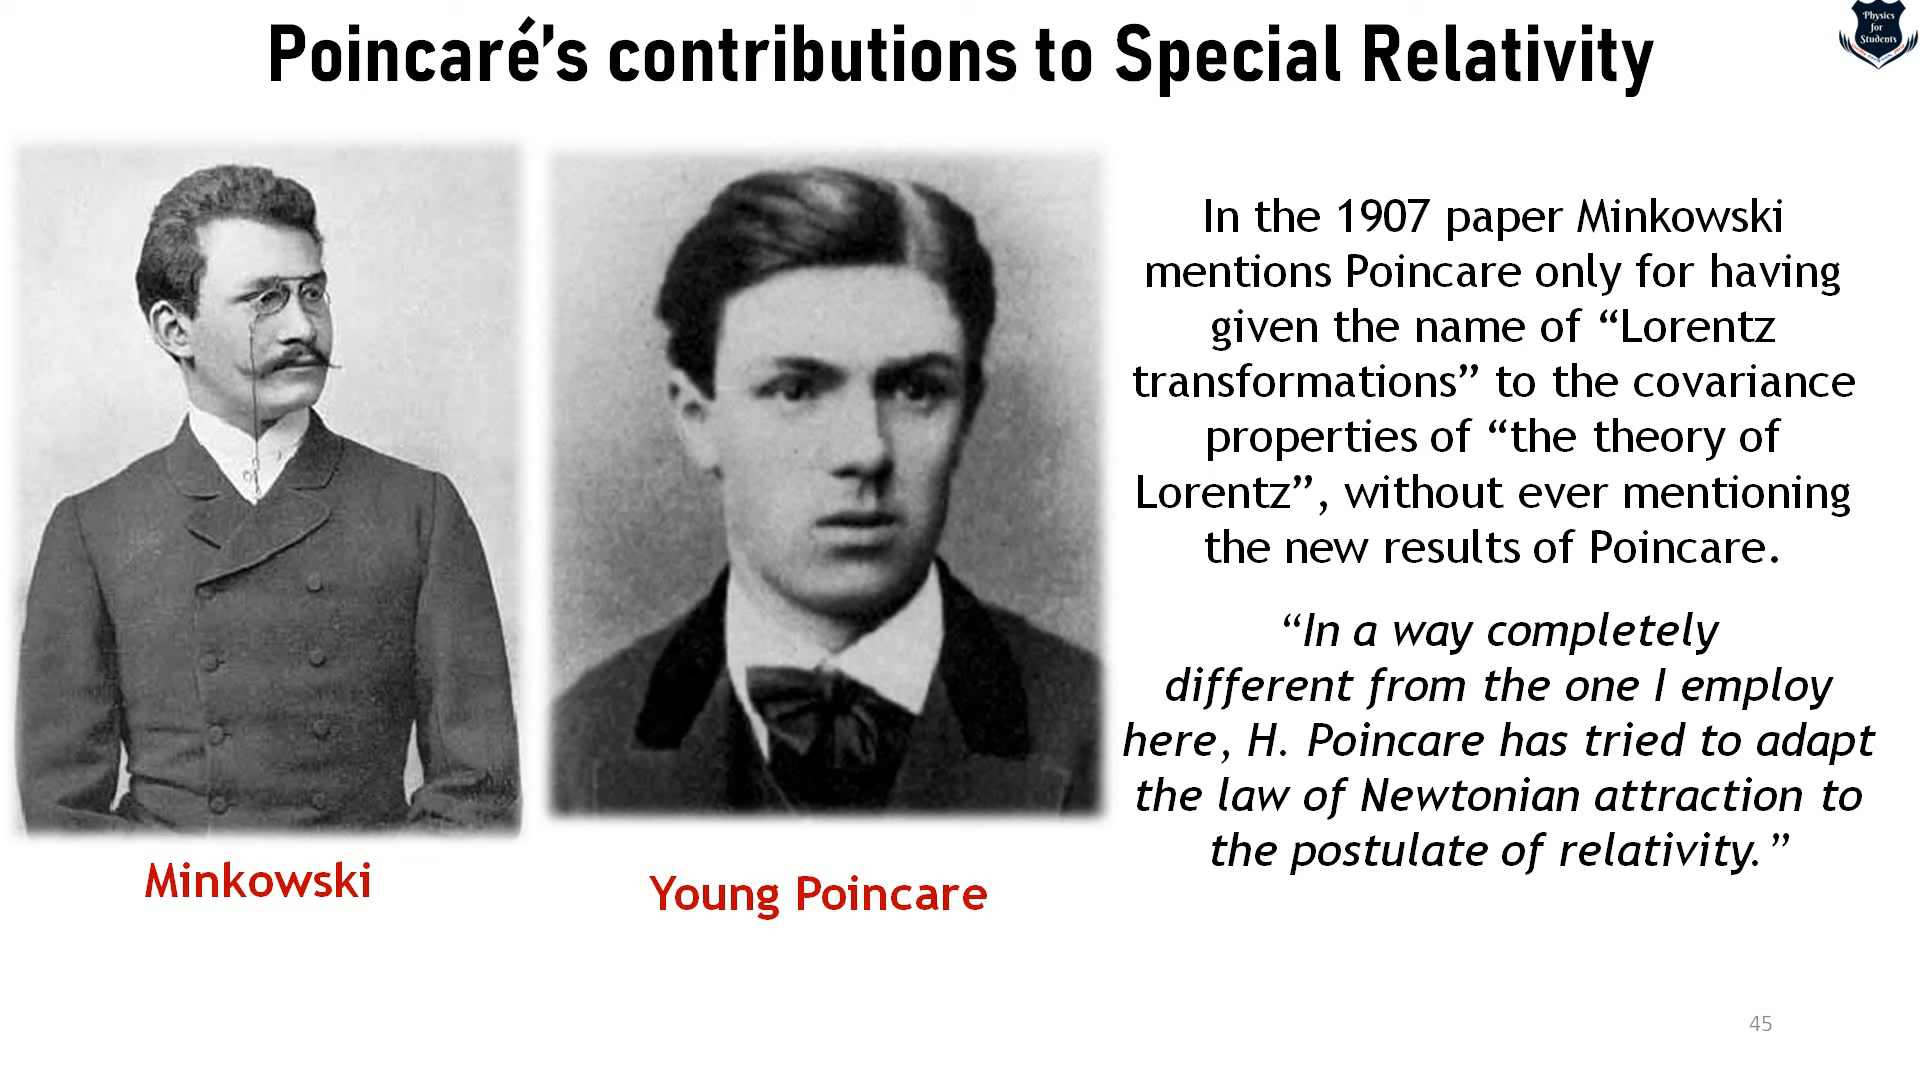 Poincaré’s contributions to Special Relativity
Physics
for
Students
In the 1907 paper Minkowski
mentions Poincare only for having
given the name of “Lorentz
transformations” to the covariance
properties of “the theory of
Lorentz”, without ever mentioning
the new results of Poincare.
“In a way completely
different from the one I employ
here, H. Poincare has tried to adapt
the law of Newtonian attraction to
the postulate of relativity.”
Minkowski
Young Poincare
45